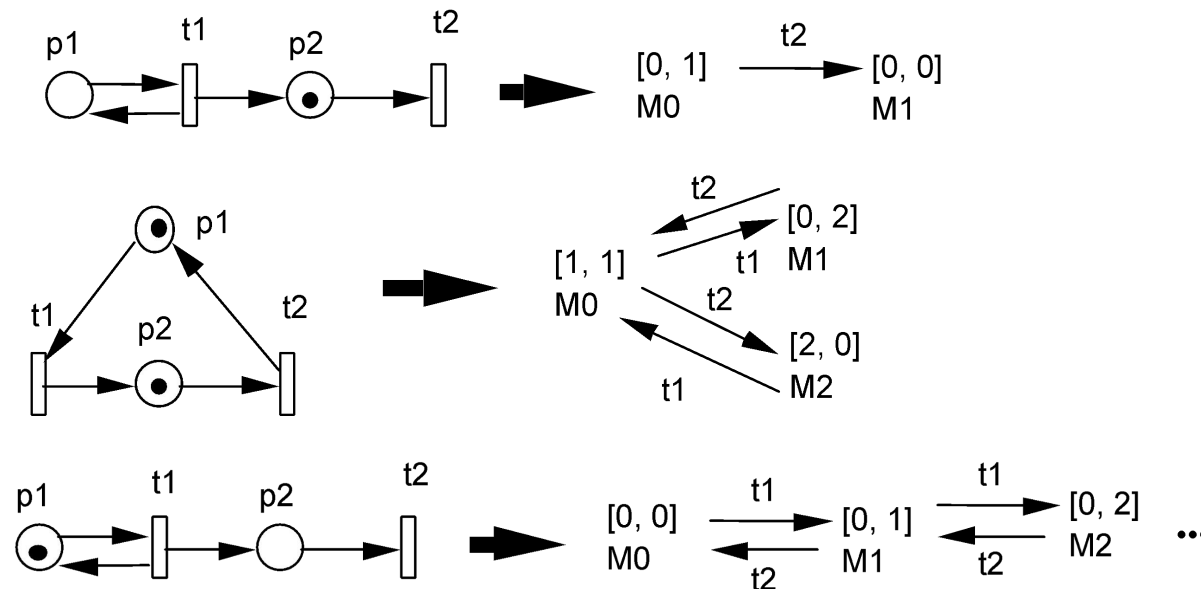 p1 t1 p2 t2
t2
[0, 1] [0, 0]
M0 M1
p1
t1 p2 t2
t2
[0, 2]
t1 M1
[1, 1]
M0
t2
[2, 0]
M2
t1
p1 t1 p2 t2
t1 t1
[0, 0] [0, 1] [0, 2]
M0 M1 M2 ...
t2 t2